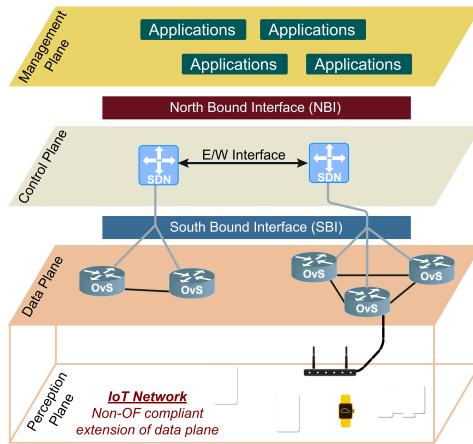 Management
Plane
Applications
Applications
Applications
Applications
North Bound Interface (NBI)
Control Plane
E/W Interface
SDN
SDN
South Bound Interface (SBI)
Data Plane
OvS
OvS
OvS
OvS
OvS
Perception
Plane
IoT Network
Non-OF compliant
extension of data plane